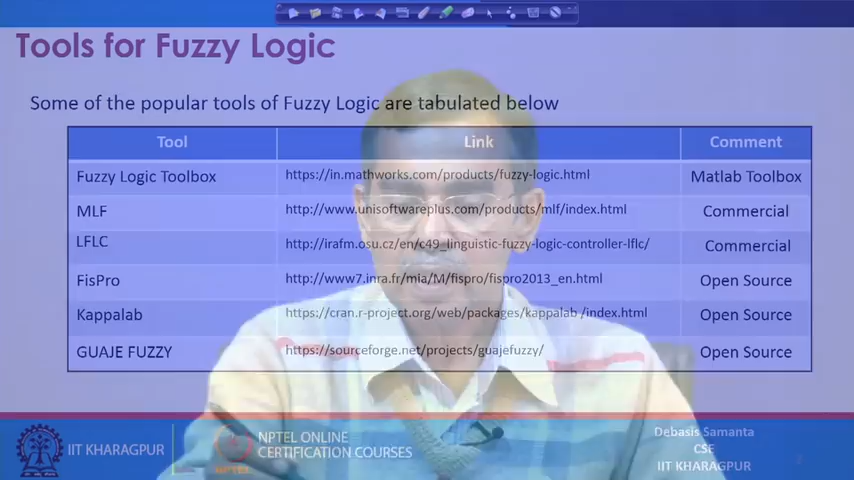 Tools for Fuzzy Logic
Some of the popular tools of Fuzzy Logic are tabulated below
Tool Link Comment
Fuzzy Logic Toolbox https://in.mathworks.com/products/fuzzy-logic.html Matlab Toolbox
MLF http://www.unisoftwareplus.com/products/mlf/index.html Commercial
LFLC http://irafm.osu.cz/en/c49_linguistic-fuzzy-logic-controller-lflc/ Commercial
FisPro http://www7.inra.fr/mia/M/fispro/fispro2013_en.html Open Source
Kappalab https://cran.r-project.org/web/packages/kappalab /index.html Open Source
GUAJE FUZZY https://sourceforge.net/projects/guajefuzzy/ Open Source
IIT KHARAGPUR
NPTEL
NPTEL ONLINE
CERTIFICATION COURSES
Debasis Samanta
CSE
IIT KHARAGPUR